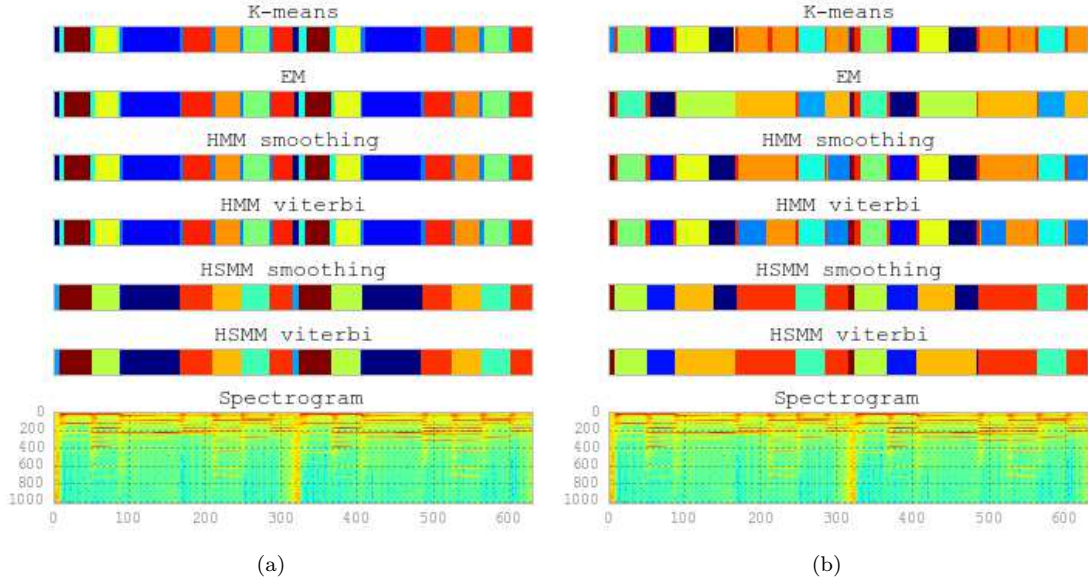 K-means
EM
HMM smoothing
HMM viterbi
HSMM smoothing
HSMM viterbi
Spectrogram
0
200
400
600
800
1000
0 100 200 300 400 500 600
(a)
K-means
EM
HMM smoothing
HMM viterbi
HSMM smoothing
HSMM viterbi
Spectrogram
0
200
400
600
800
1000
0 100 200 300 400 500 600
(b)